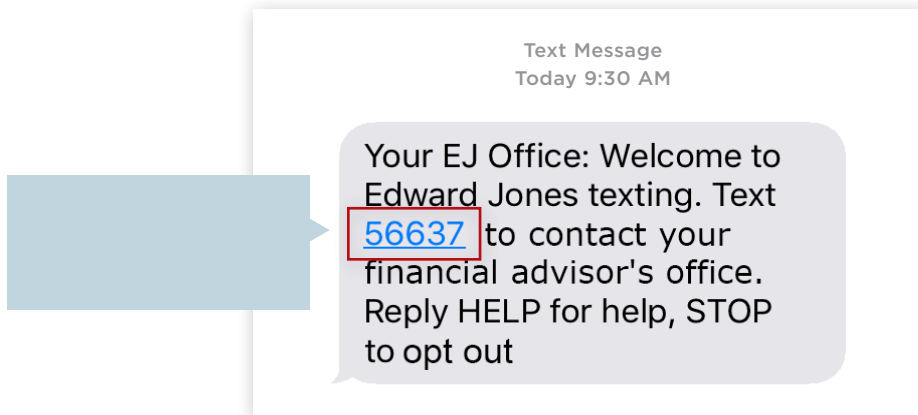 Text Message
Today 9:30 AM
Your EJ Office: Welcome to
Edward Jones texting. Text
56637 to contact your
financial advisor's office.
Reply HELP for help, STOP
to opt out